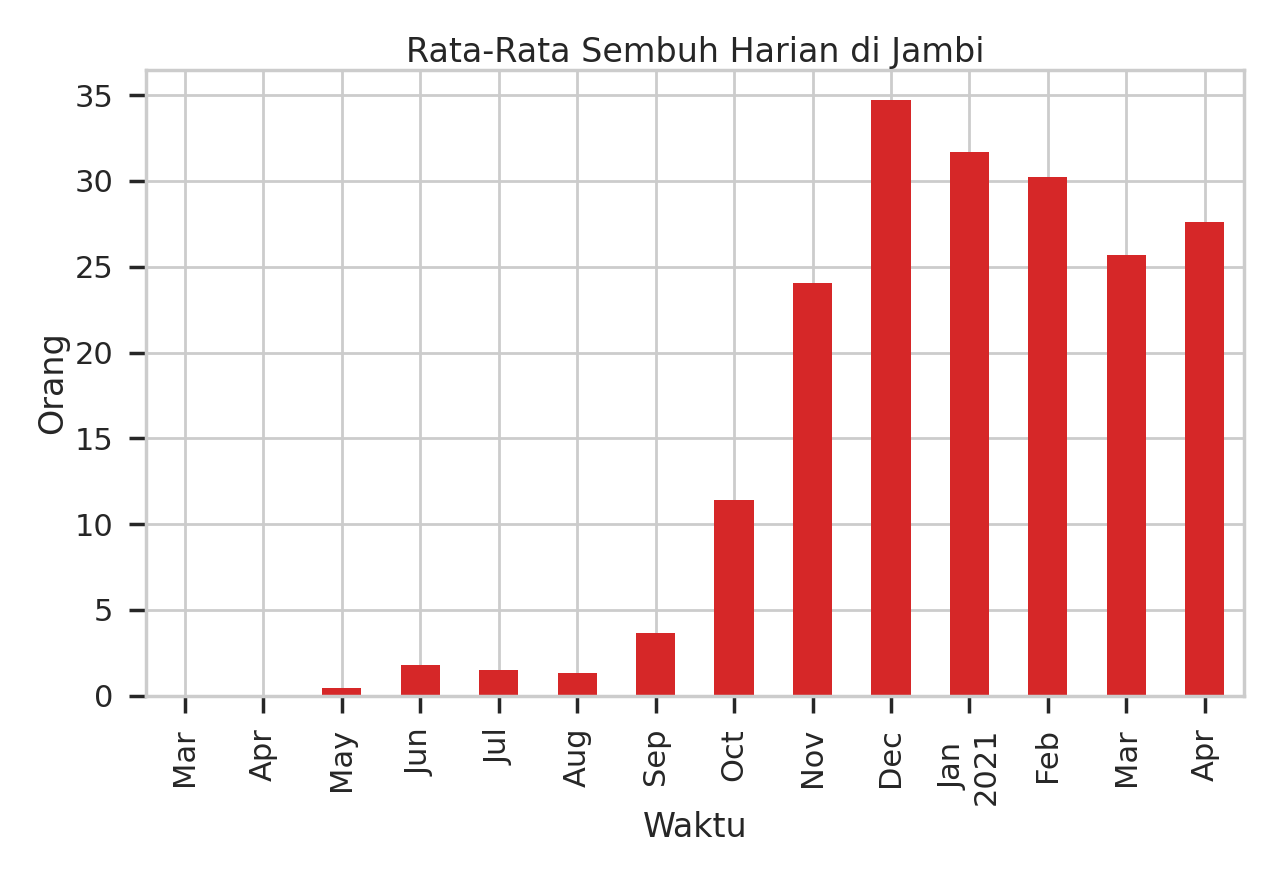 Rata-Rata Sembuh Harian di Jambi
Orang
35
30
25
20
15
10
5
0
Mar
Apr
May
Jun
Jul
Aug
Sep
Oct
Nov
Dec
Jan
2021
Feb
Mar
Apr
Waktu